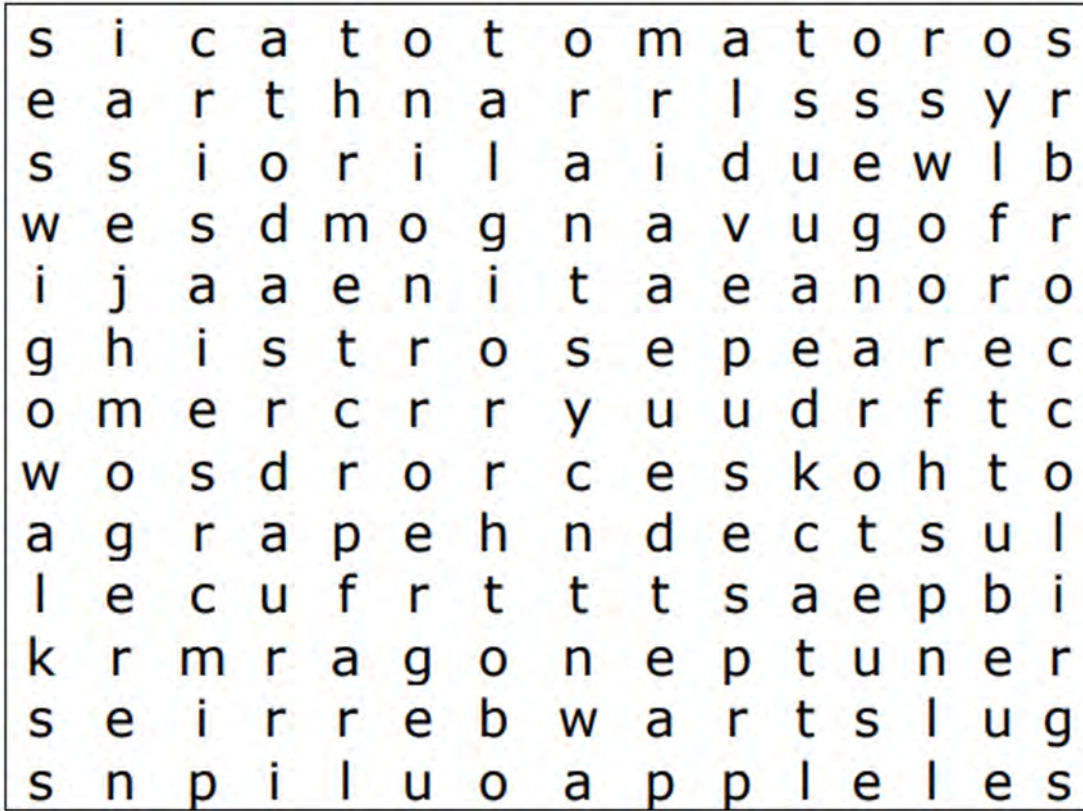 s i c a t o t o m a t o r o s
e a r t h n a r r l s s s y r
s s i o r i l a i d u e w l b
w e s d m o g n a v u g o f r
i j a a e n i t a e a n o r o
g h i s t r o s e p e a r e c
o m e r c r r y u u d r f t c
w o s d r o r c e s k o h t o
a g r a p e h n d e c t s u l
l e c u f r t t t s a e p b i
k r m r a g o n e p t u n e r
s e i r r e b w a r t s l u g
s n p i l u o a p p l e l e s